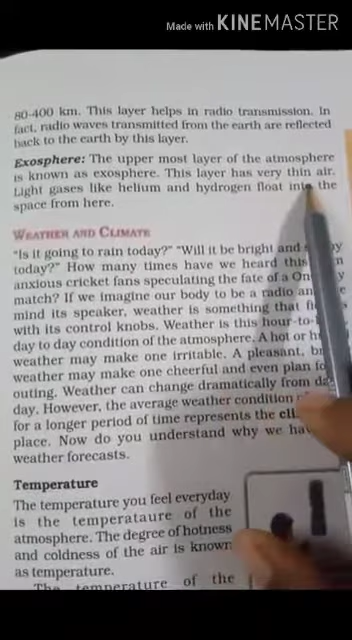 Made with KINEMASTER
80-400 km. This layer helps in radio transmission. In
fact, radio waves transmitted from the earth are reflected
back to the earth by this layer.
Exosphere: The upper most layer of the atmosphere
is known as exosphere. This layer has very thin air.
Light gases like helium and hydrogen float into the
space from here.
WEATHER AND CLIMATE
"Is it going to rain today?" "Will it be bright and
today?" How many times have we heard this
anxious cricket fans speculating the fate of a
match? If we imagine our body to be a radio
mind its speaker, weather is something that
with its control knobs. Weather is this
day to day condition of the atmosphere. A hot or
weather may make one irritable. A pleasant,
weather may make one cheerful and even plan
outing. Weather can change dramatically from
day. However, the average weather condition
for a longer period of time represents the
place. Now do you understand why we
weather forecasts.
Temperature
The temperature you feel everyday
is the temperataure of the
atmosphere. The degree of hotness
and coldness of the air is known
as temperature.
The temperature of the